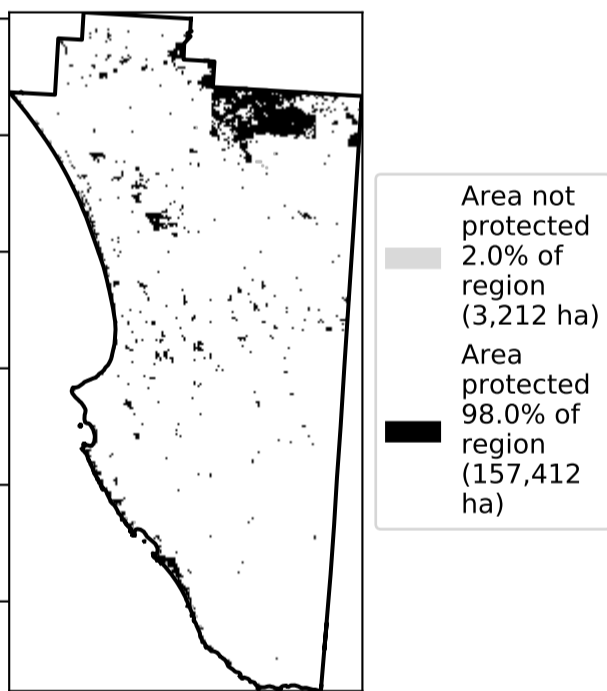 Area not
protected
2.0% of
region
(3,212 ha)
Area
protected
98.0% of
region
(157,412
ha)